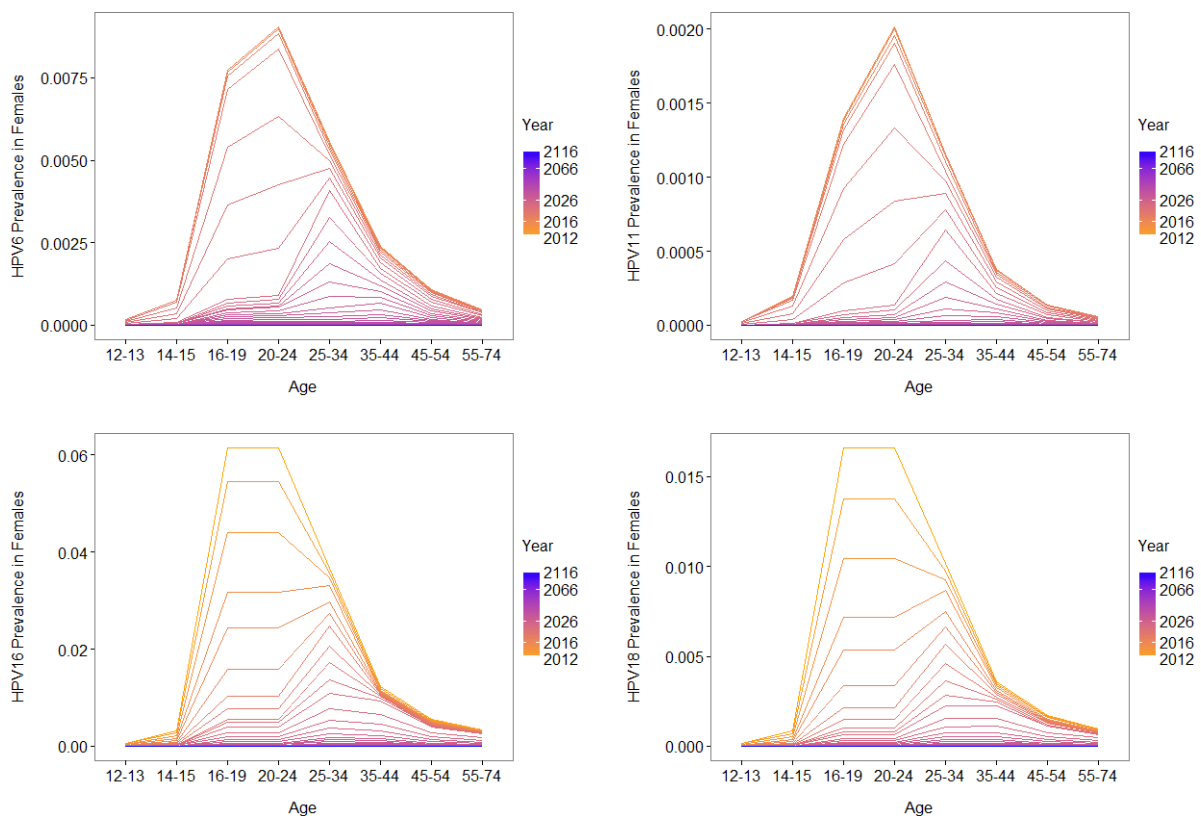 HPV6 Prevalence in Females
0.0075
0.0050
0.0025
0.0000
12-13 14-15 16-19 20-24 25-34 35-44 45-54 55-74
Age
Year
2116
2066
2026
2016
2012
HPV11 Prevalence in Females
0.0020
0.0015
0.0010
0.0005
0.0000
12-13 14-15 16-19 20-24 25-34 35-44 45-54 55-74
Age
Year
2116
2066
2026
2016
2012
HPV16 Prevalence in Females
0.06
0.04
0.02
0.00
12-13 14-15 16-19 20-24 25-34 35-44 45-54 55-74
Age
Year
2116
2066
2026
2016
2012
HPV18 Prevalence in Females
0.015
0.010
0.005
0.000
12-13 14-15 16-19 20-24 25-34 35-44 45-54 55-74
Age
Year
2116
2066
2026
2016
2012